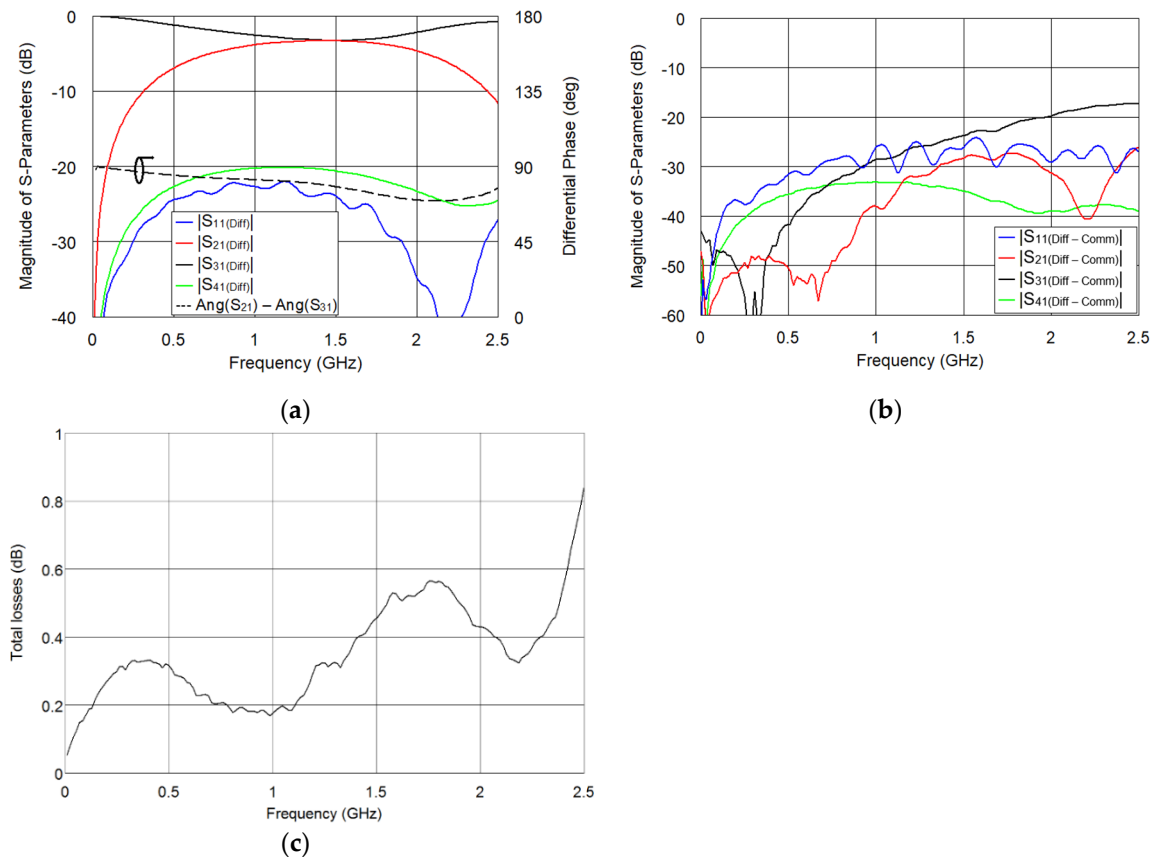 0
-10
-20
-30
-40
Magnitude of S-Parameters (dB)
180
135
90
45
0
Differential Phase (deg)
|S11(Diff)|
|S21(Diff)|
|S31(Diff)|
|S41(Diff)|
Ang(S21) – Ang(S31)
0 0.5 1 1.5 2 2.5
Frequency (GHz)
(a)
0
-10
-20
-30
-40
-50
-60
Magnitude of S-Parameters (dB)
|S11(Diff – Comm)|
|S21(Diff – Comm)|
|S31(Diff – Comm)|
|S41(Diff – Comm)|
0 0.5 1 1.5 2 2.5
Frequency (GHz)
(b)
1
0.8
0.6
0.4
0.2
0
Total losses (dB)
0 0.5 1 1.5 2 2.5
Frequency (GHz)
(c)